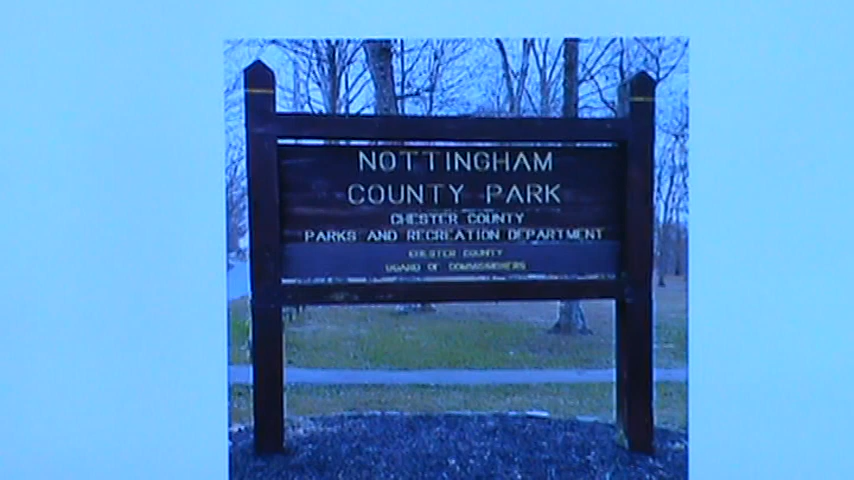 NOTTINGHAM
COUNTY PARK
CHESTER COUNTY
PARKS AND RECREATION DEPARTMENT
CHESTER COUNTY
BOARD OF COMMISSIONERS